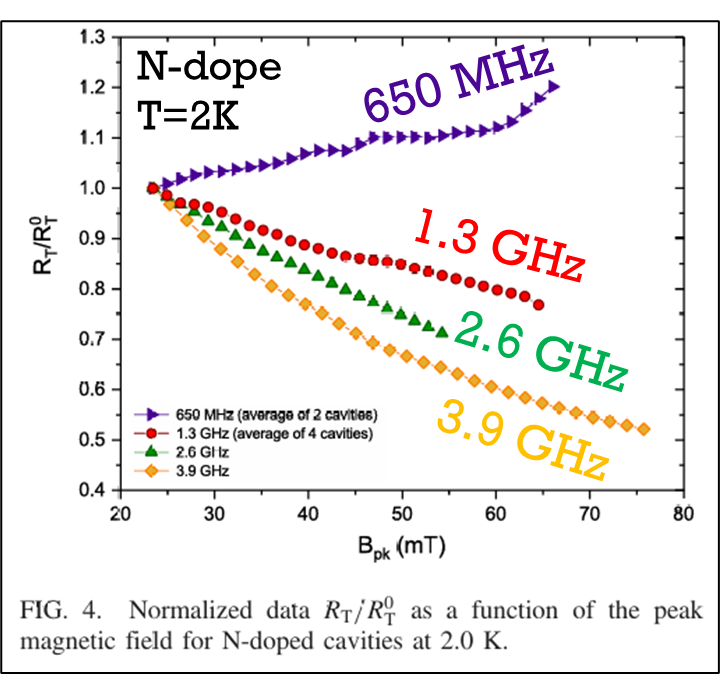 1.3
1.2
1.1
1.0
0.9
0.8
0.7
0.6
0.5
0.4
R_T/R_T^0
N-dope
T=2K
650 MHz
1.3 GHz
2.6 GHz
3.9 GHz
650 MHz (average of 2 cavities)
1.3 GHz (average of 4 cavities)
2.6 GHz
3.9 GHz
20 30 40 50 60 70 80
B_pk (mT)
FIG. 4. Normalized data R_T/R_T^0 as a function of the peak
magnetic field for N-doped cavities at 2.0 K.